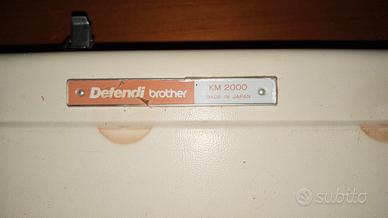 Defendi brother
KM 2000
MADE IN JAPAN
subito